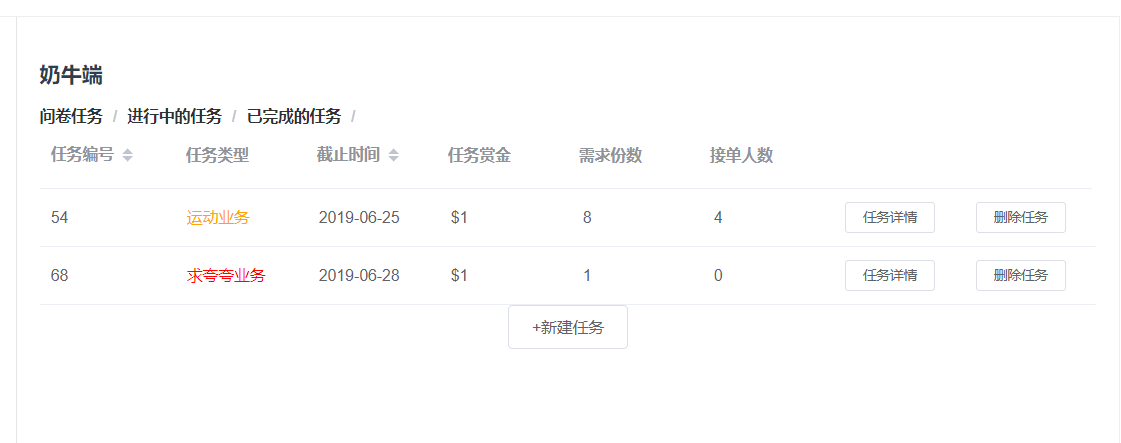 奶牛端
问卷任务 / 进行中的任务 / 已完成的任务 /
任务编号 任务类型 截止时间 任务赏金 需求份数 接单人数
54 运动业务 2019-06-25 $1 8 4 任务详情 删除任务
68 求夸夸业务 2019-06-28 $1 1 0 任务详情 删除任务
+新建任务